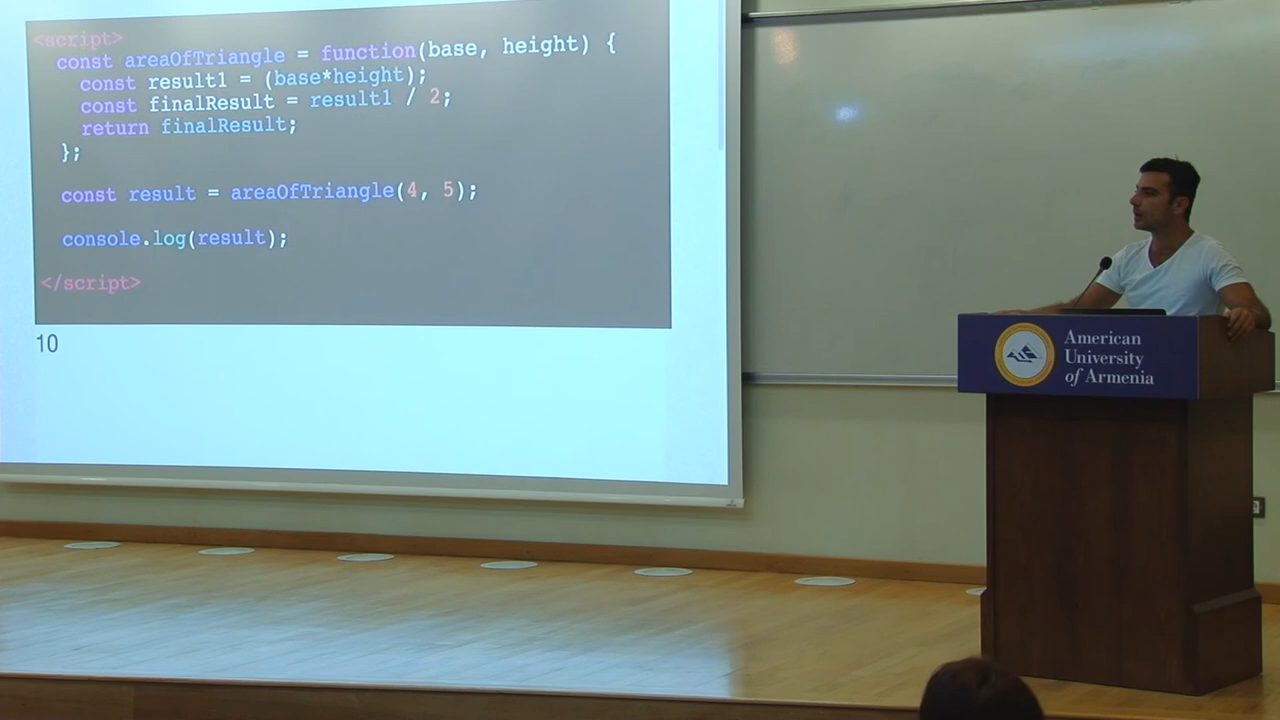 <script>
const areaOfTriangle = function(base, height) {
const result1 = (base*height);
const finalResult = result1 / 2;
return finalResult;
};
const result = areaOfTriangle(4, 5);
console.log(result);
</script>
10
American
University
of Armenia